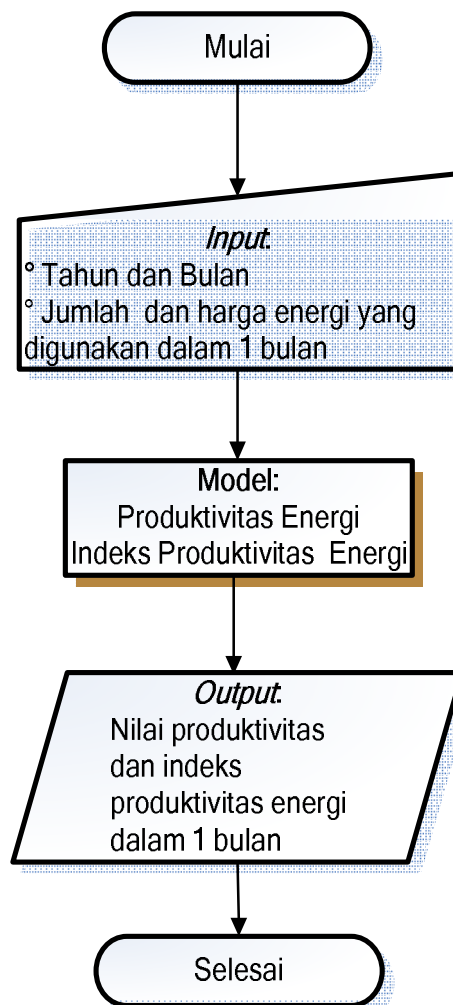 Mulai
Input:
° Tahun dan Bulan
° Jumlah dan harga energi yang
digunakan dalam 1 bulan
Model:
Produktivitas Energi
Indeks Produktivitas Energi
Output:
Nilai produktivitas
dan indeks
produktivitas energi
dalam 1 bulan
Selesai